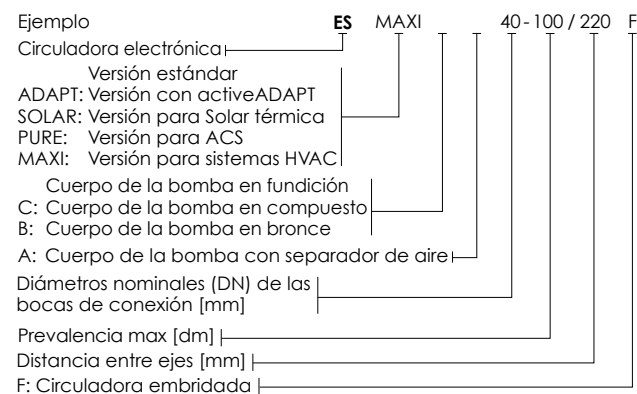 Ejemplo ES MAXI 40-100 / 220 F
Circuladora electrónica
Versión estándar
ADAPT: Versión con activeADAPT
SOLAR: Versión para Solar térmica
PURE: Versión para ACS
MAXI: Versión para sistemas HVAC
Cuerpo de la bomba en fundición
C: Cuerpo de la bomba en compuesto
B: Cuerpo de la bomba en bronce
A: Cuerpo de la bomba con separador de aire
Diámetros nominales (DN) de las
bocas de conexión [mm]
Prevalencia max [dm]
Distancia entre ejes [mm]
F: Circuladora embridada